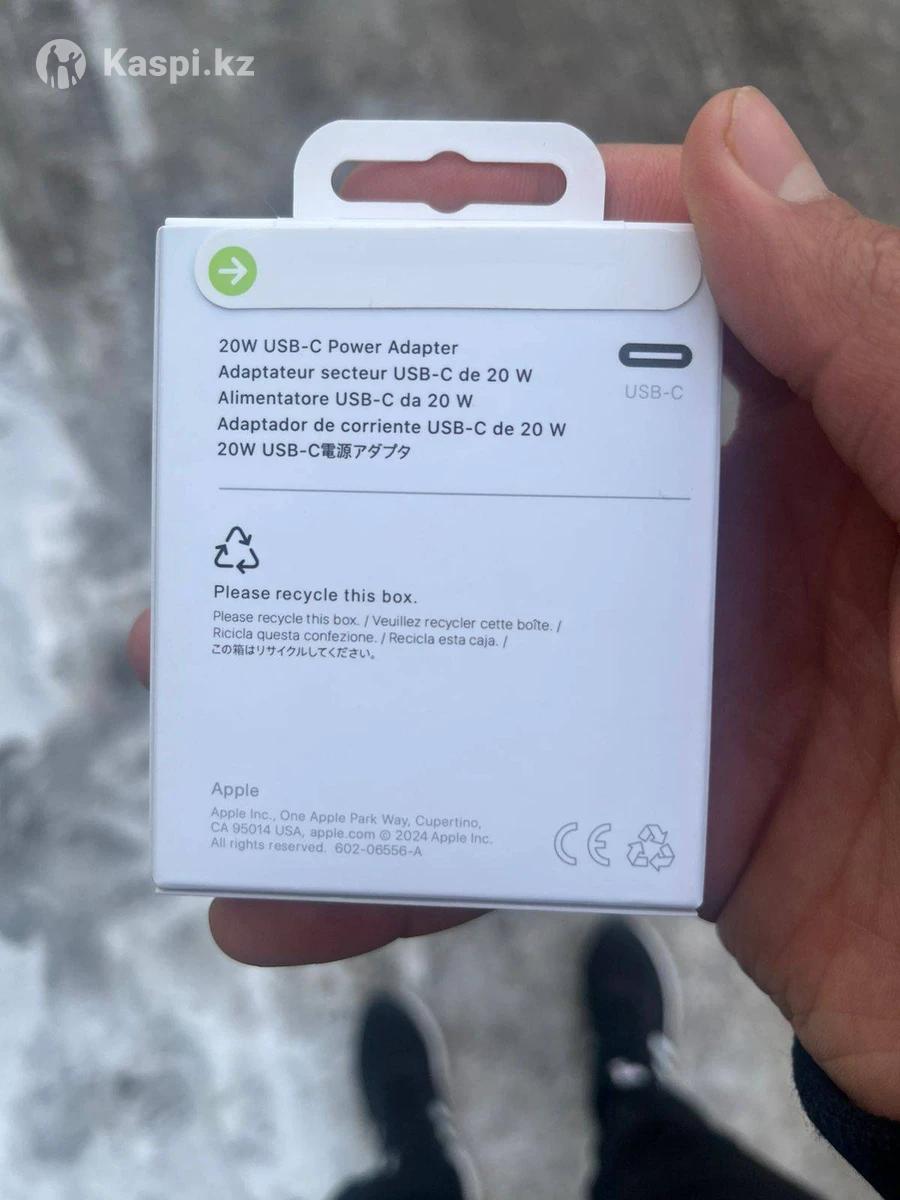 Kaspi.kz
20W USB-C Power Adapter
Adaptateur secteur USB-C de 20 W
Alimentatore USB-C da 20 W
Adaptador de corriente USB-C de 20 W
20W USB-C電源アダプタ
USB-C
Please recycle this box.
Please recycle this box. / Veuillez recycler cette boîte. /
Ricicla questa confezione. / Recicla esta caja. /
この箱はリサイクルしてください。
Apple
Apple Inc., One Apple Park Way, Cupertino,
CA 95014 USA, apple.com © 2024 Apple Inc.
All rights reserved. 602-06556-A
CE